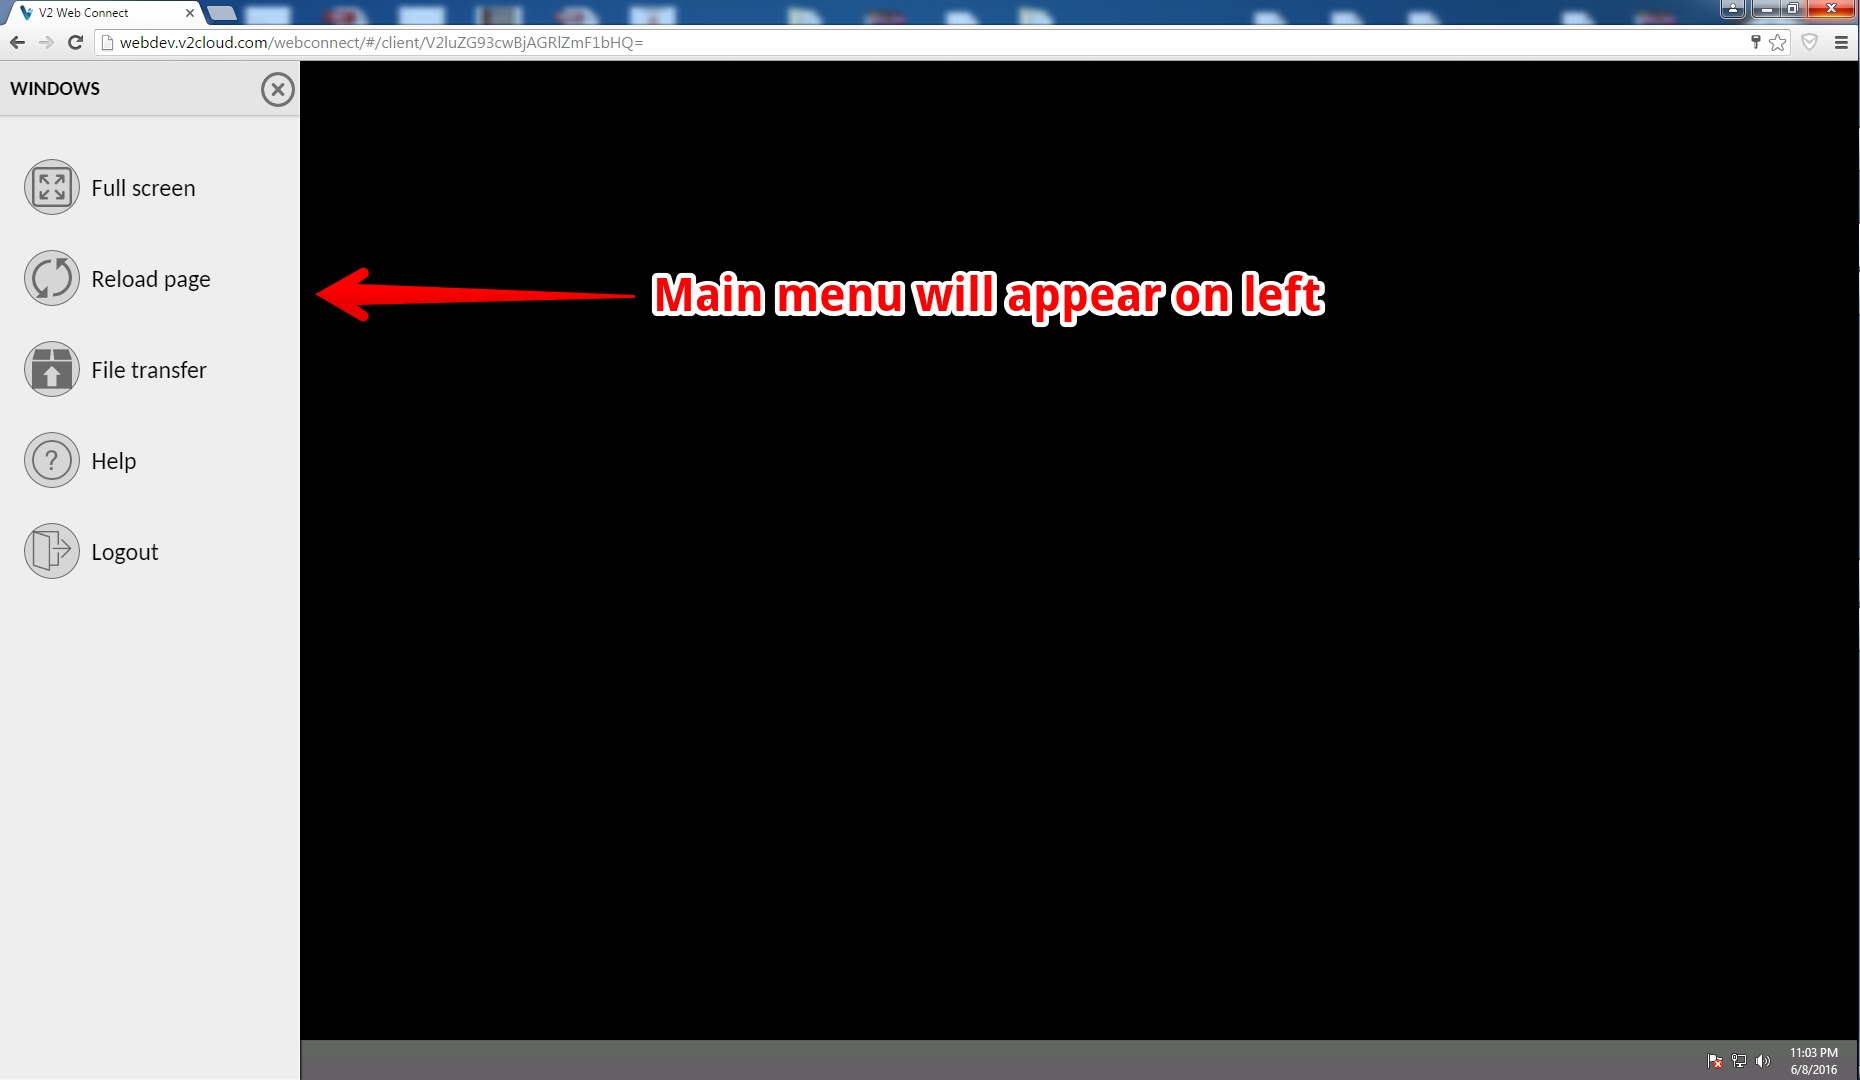 V2 Web Connect
webdev.v2cloud.com/webconnect/#/client/V2luZG93cwBjAGRlZmF1bHQ=
WINDOWS
Full screen
Reload page
Main menu will appear on left
File transfer
?
Help
Logout
11:03 PM
6/8/2016